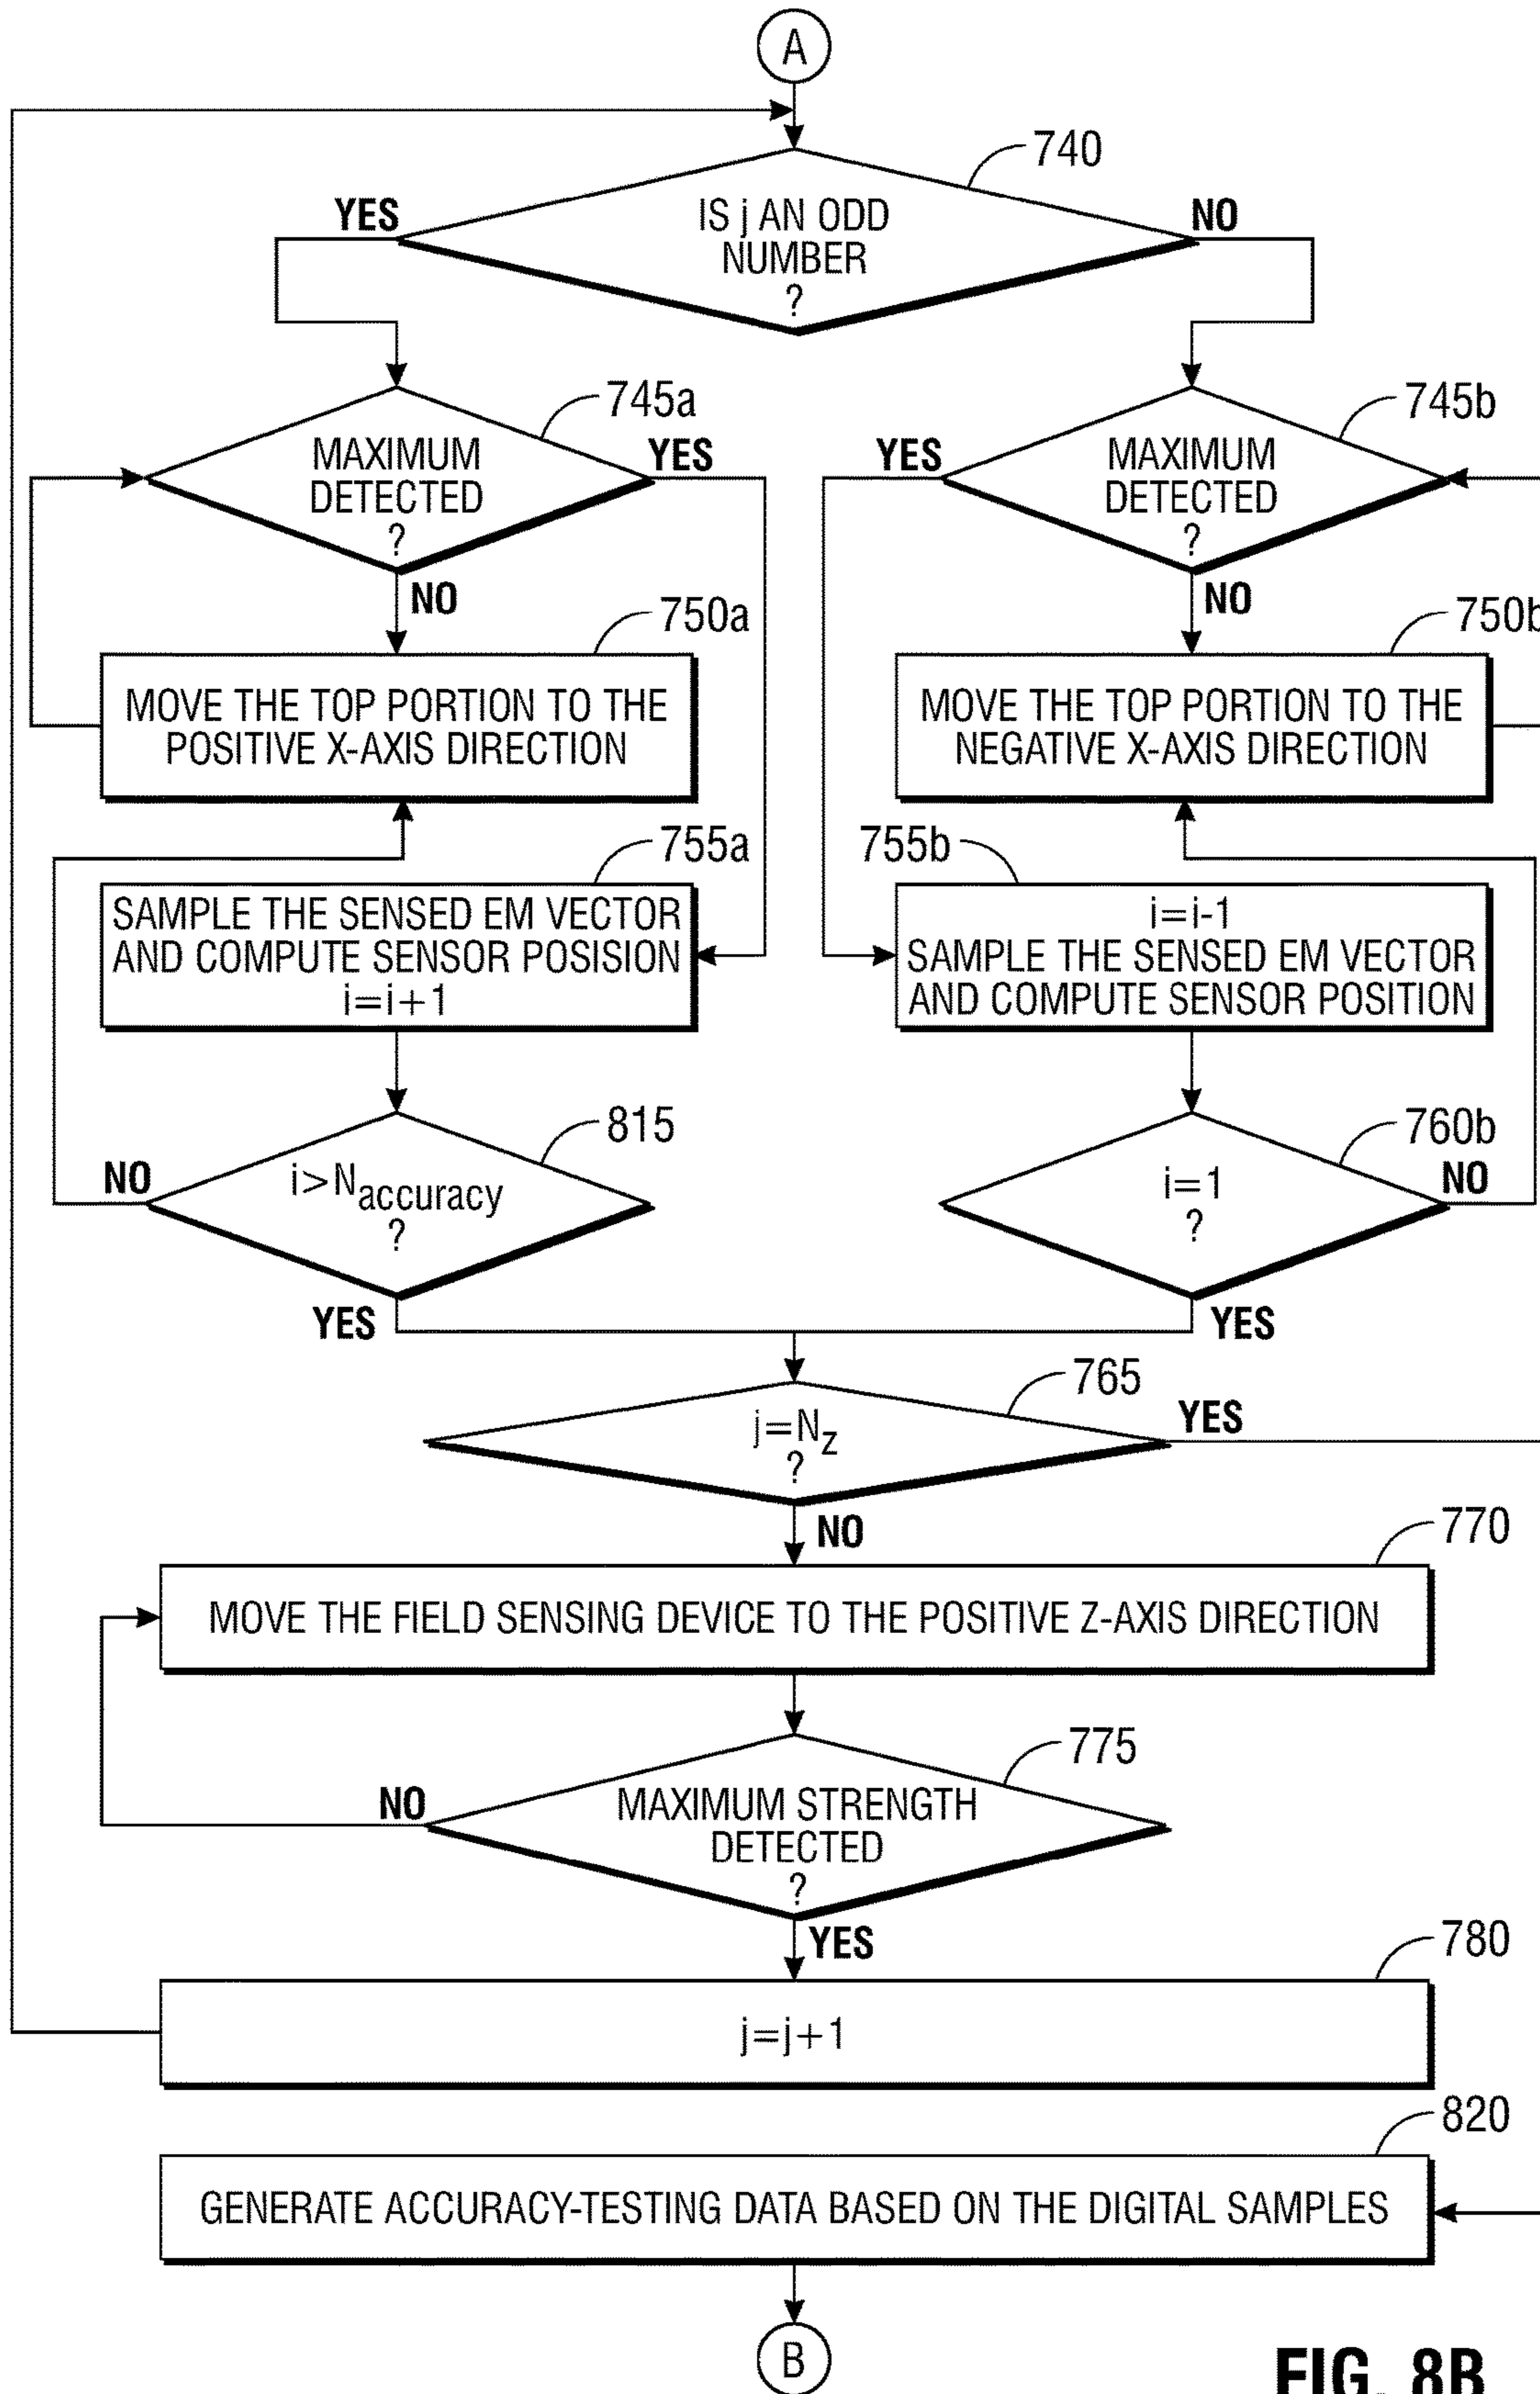 A
740
YES
IS j AN ODD
NUMBER
?
NO
745a
MAXIMUM
DETECTED
?
YES
NO
745b
YES
MAXIMUM
DETECTED
?
NO
750a
MOVE THE TOP PORTION TO THE
POSITIVE X-AXIS DIRECTION
750b
MOVE THE TOP PORTION TO THE
NEGATIVE X-AXIS DIRECTION
755a
SAMPLE THE SENSED EM VECTOR
AND COMPUTE SENSOR POSISION
i=i+1
755b
i=i-1
SAMPLE THE SENSED EM VECTOR
AND COMPUTE SENSOR POSITION
815
NO
i>Naccuracy
?
YES
760b
i=1
?
NO
YES
765
j=Nz
?
YES
NO
770
MOVE THE FIELD SENSING DEVICE TO THE POSITIVE Z-AXIS DIRECTION
775
NO
MAXIMUM STRENGTH
DETECTED
?
YES
780
j=j+1
820
GENERATE ACCURACY-TESTING DATA BASED ON THE DIGITAL SAMPLES
B
FIG. 8B